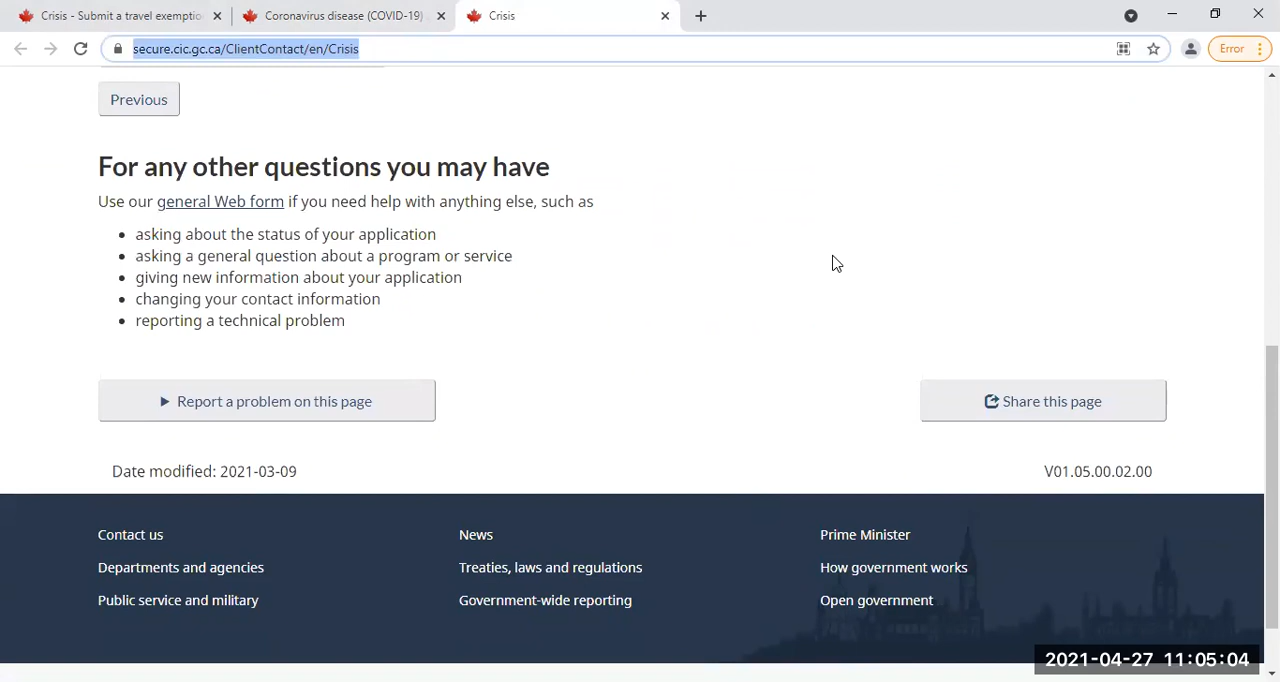 Crisis - Submit a travel exemptio
Coronavirus disease (COVID-19)
Crisis
secure.cic.gc.ca/ClientContact/en/Crisis
Error
Previous
For any other questions you may have
Use our general Web form if you need help with anything else, such as
• asking about the status of your application
• asking a general question about a program or service
• giving new information about your application
• changing your contact information
• reporting a technical problem
Report a problem on this page
Share this page
Date modified: 2021-03-09
V01.05.00.02.00
Contact us
News
Prime Minister
Departments and agencies
Treaties, laws and regulations
How government works
Public service and military
Government-wide reporting
Open government
2021-04-27 11:05:04